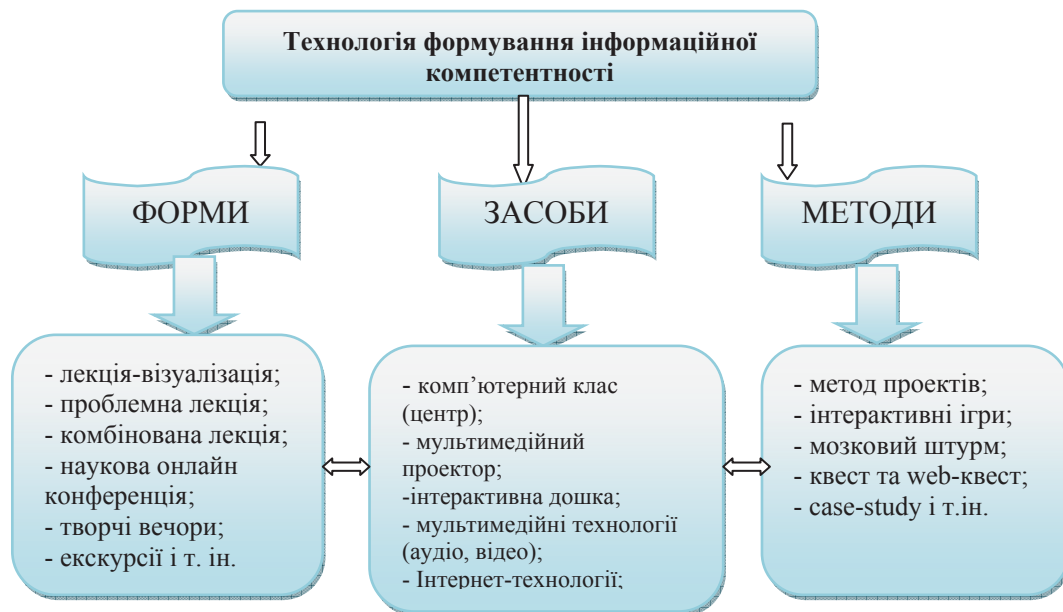 Технологія формування інформаційної
компетентності
ФОРМИ
ЗАСОБИ
МЕТОДИ
- лекція-візуалізація;
- проблемна лекція;
- комбінована лекція;
- наукова онлайн
конференція;
- творчі вечори;
- екскурсії і т. ін.
- комп’ютерний клас
(центр);
- мультимедійний
проектор;
-інтерактивна дошка;
- мультимедійні технології
(аудіо, відео);
- Інтернет-технології;
- метод проектів;
- інтерактивні ігри;
- мозковий штурм;
- квест та web-квест;
- case-study і т.ін.